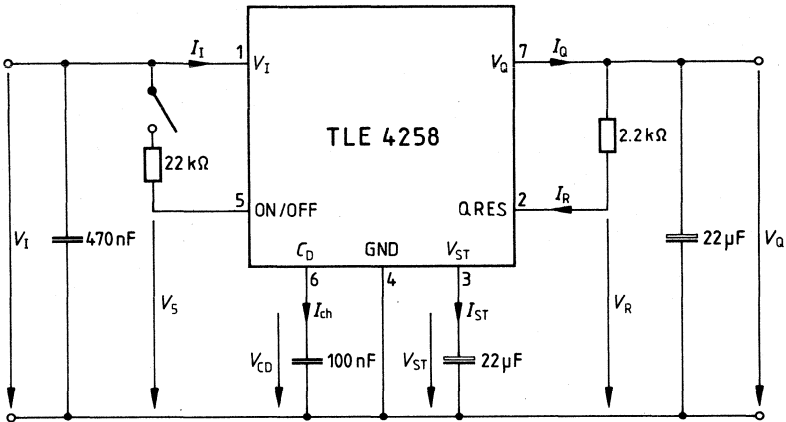 I_I
1
V_I
7
I_Q
V_Q
TLE 4258
22 kΩ
2.2 kΩ
5
ON/OFF
2
I_R
QRES
V_I
470 nF
C_D
GND
V_ST
22 µF
V_Q
6
4
3
V_S
I_ch
I_ST
V_R
V_CD
100 nF
V_ST
22 µF